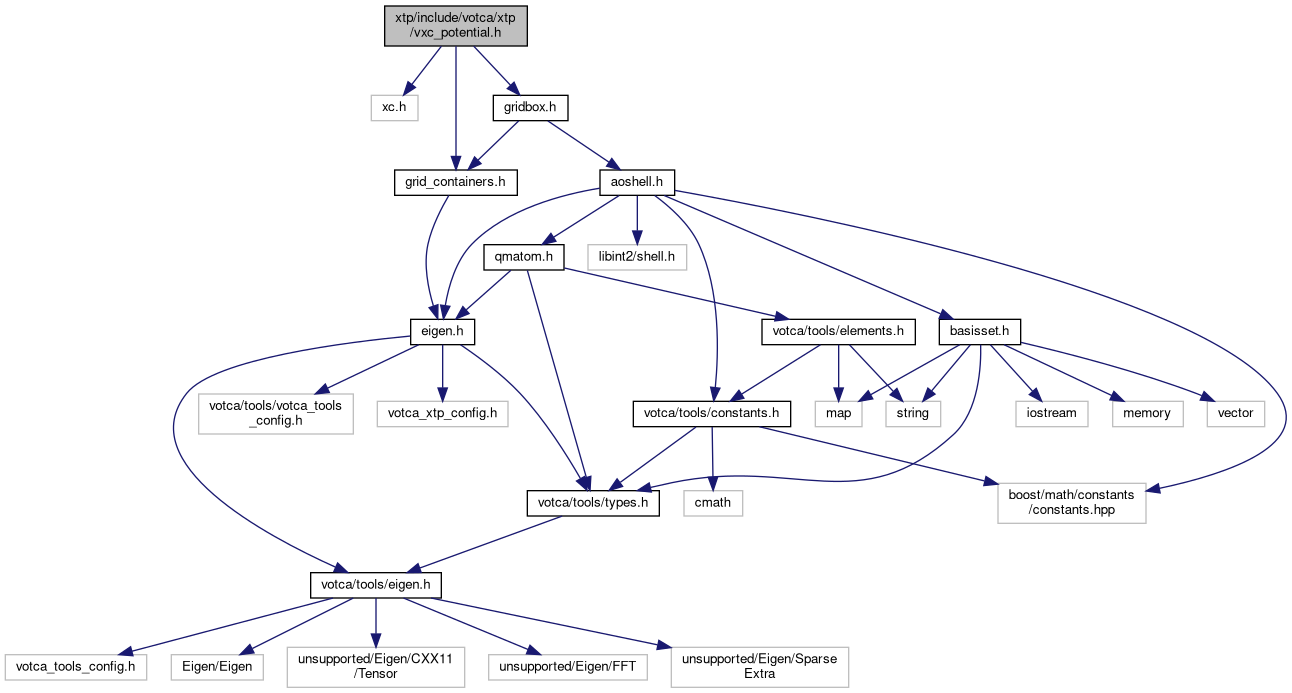 xtp/include/votca/xtp
/vxc_potential.h
xc.h
gridbox.h
grid_containers.h
aoshell.h
qmatom.h
libint2/shell.h
eigen.h
votca/tools/elements.h
basisset.h
votca/tools/votca_tools
_config.h
votca_xtp_config.h
votca/tools/constants.h
map
string
iostream
memory
vector
votca/tools/types.h
cmath
boost/math/constants
/constants.hpp
votca/tools/eigen.h
votca_tools_config.h
Eigen/Eigen
unsupported/Eigen/CXX11
/Tensor
unsupported/Eigen/FFT
unsupported/Eigen/Sparse
Extra